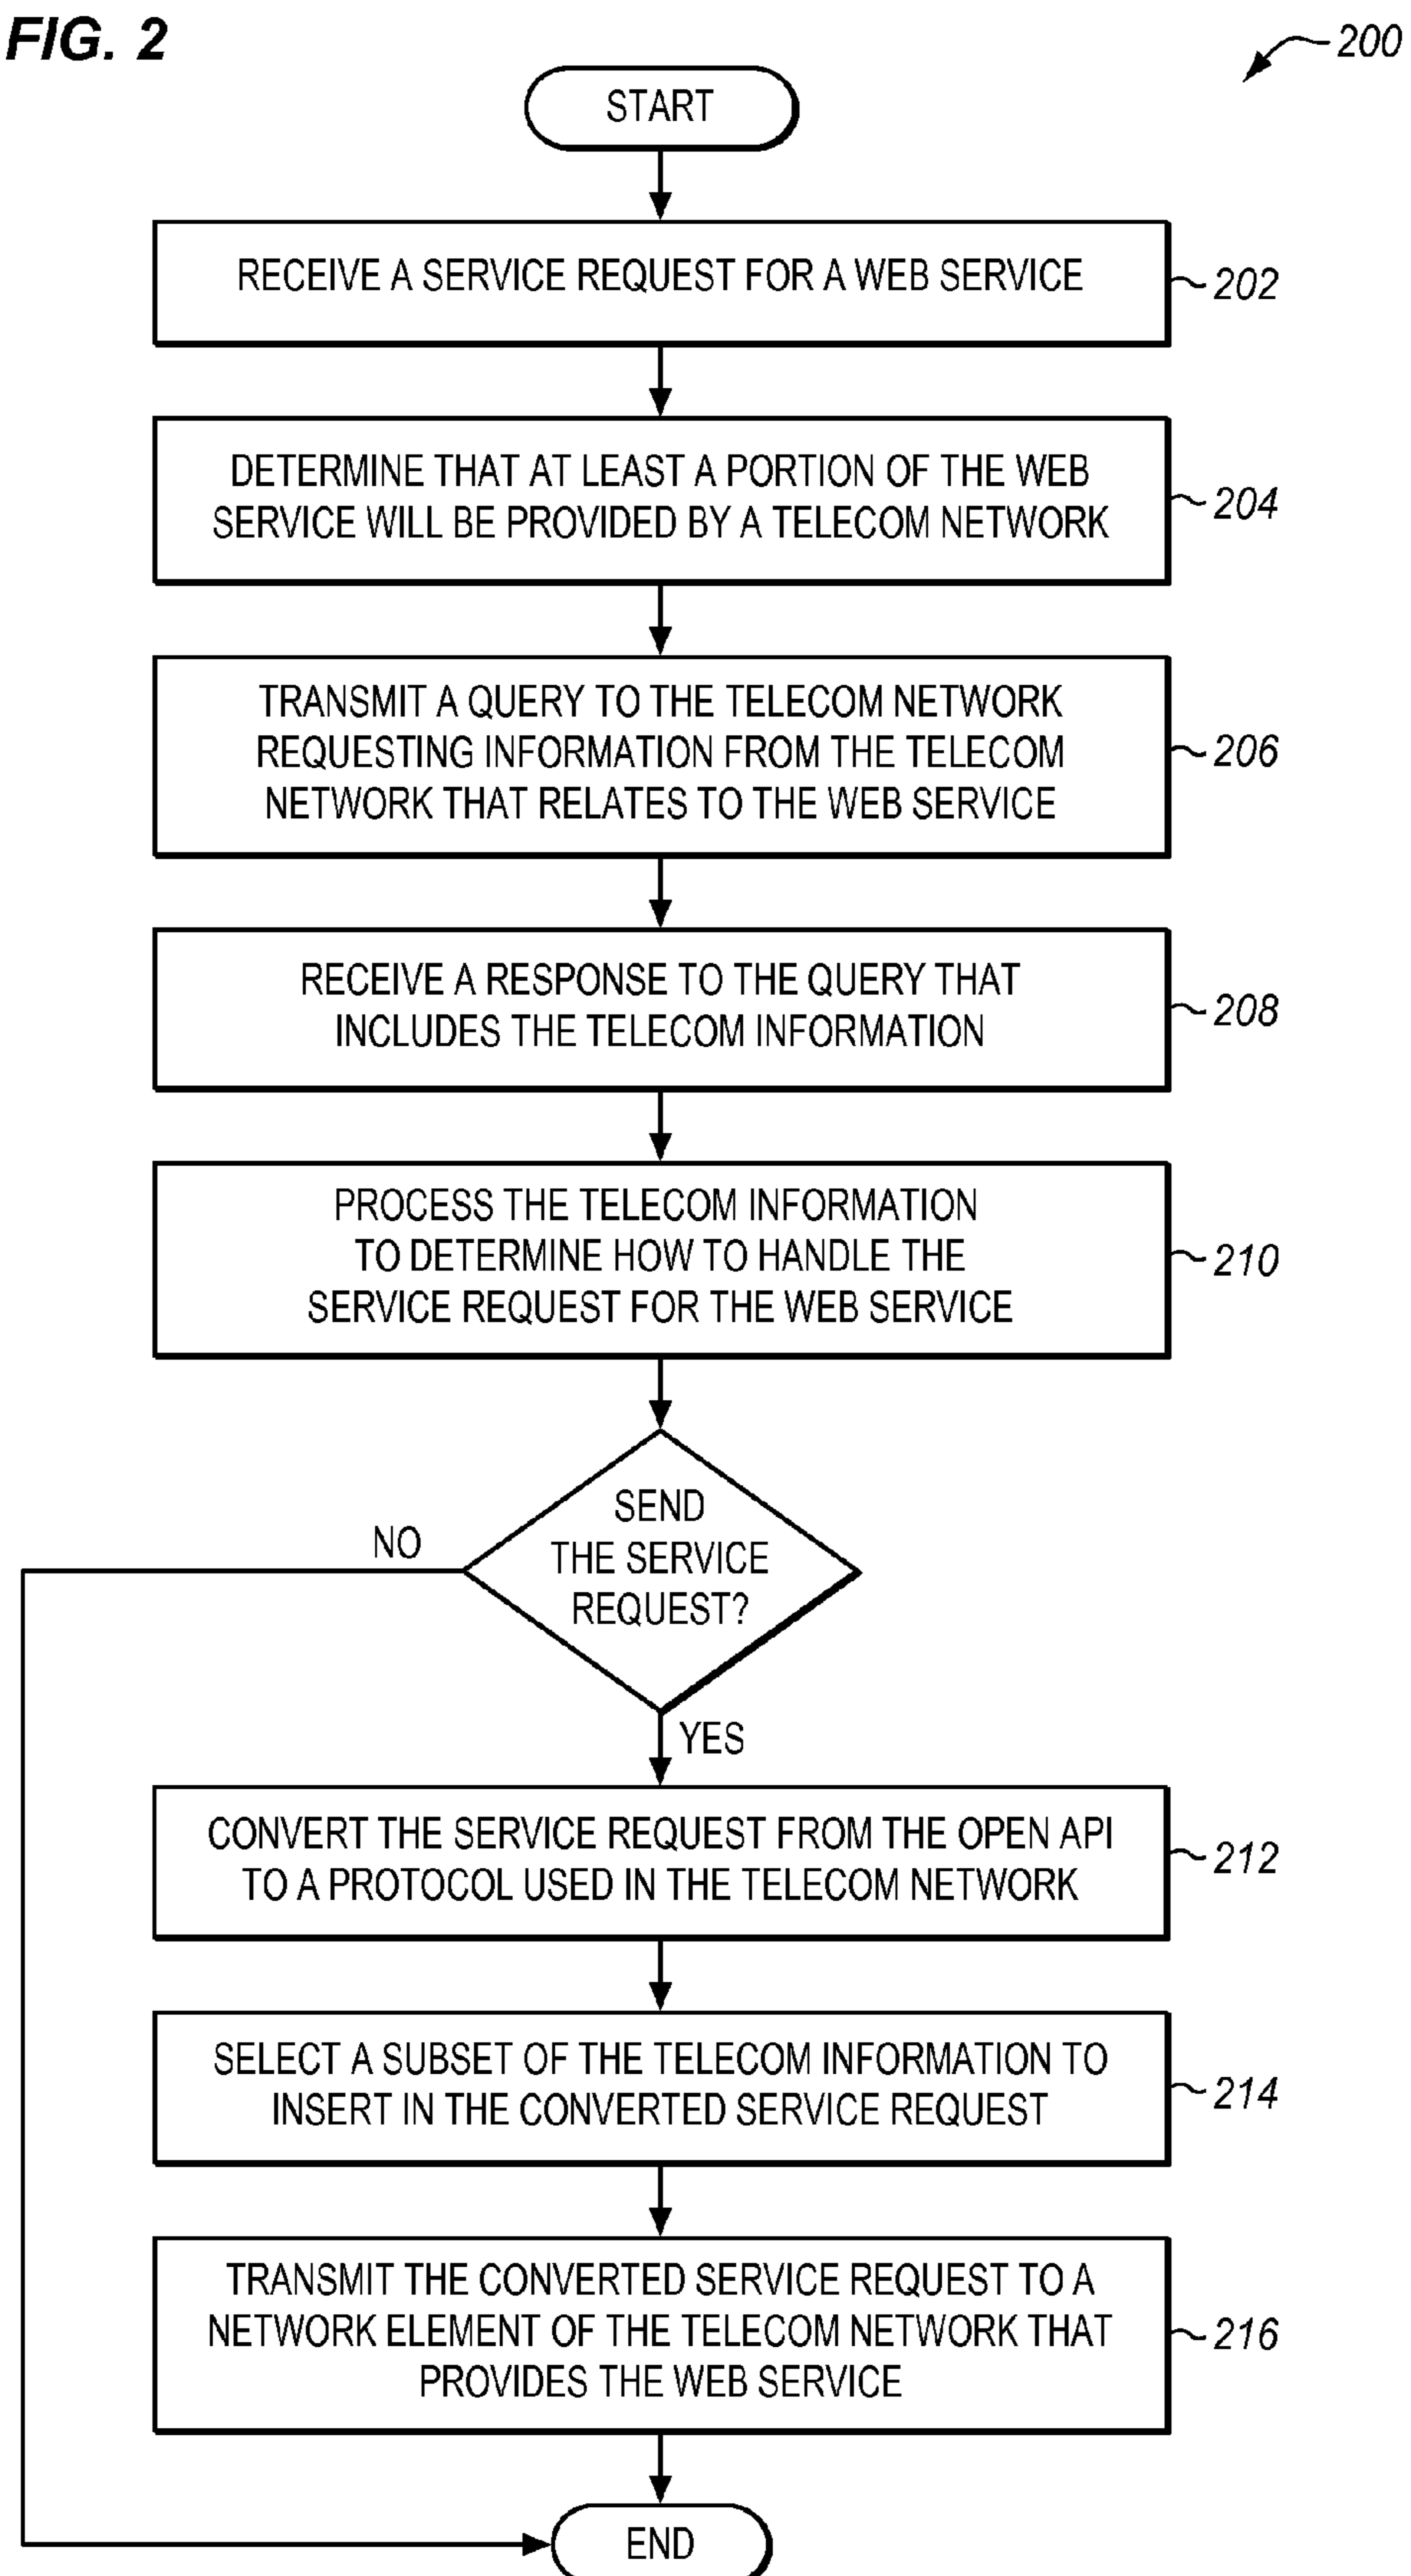 FIG. 2
200
START
RECEIVE A SERVICE REQUEST FOR A WEB SERVICE
202
DETERMINE THAT AT LEAST A PORTION OF THE WEB
SERVICE WILL BE PROVIDED BY A TELECOM NETWORK
204
TRANSMIT A QUERY TO THE TELECOM NETWORK
REQUESTING INFORMATION FROM THE TELECOM
NETWORK THAT RELATES TO THE WEB SERVICE
206
RECEIVE A RESPONSE TO THE QUERY THAT
INCLUDES THE TELECOM INFORMATION
208
PROCESS THE TELECOM INFORMATION
TO DETERMINE HOW TO HANDLE THE
SERVICE REQUEST FOR THE WEB SERVICE
210
SEND
THE SERVICE
REQUEST?
NO
YES
CONVERT THE SERVICE REQUEST FROM THE OPEN API
TO A PROTOCOL USED IN THE TELECOM NETWORK
212
SELECT A SUBSET OF THE TELECOM INFORMATION TO
INSERT IN THE CONVERTED SERVICE REQUEST
214
TRANSMIT THE CONVERTED SERVICE REQUEST TO A
NETWORK ELEMENT OF THE TELECOM NETWORK THAT
PROVIDES THE WEB SERVICE
216
END